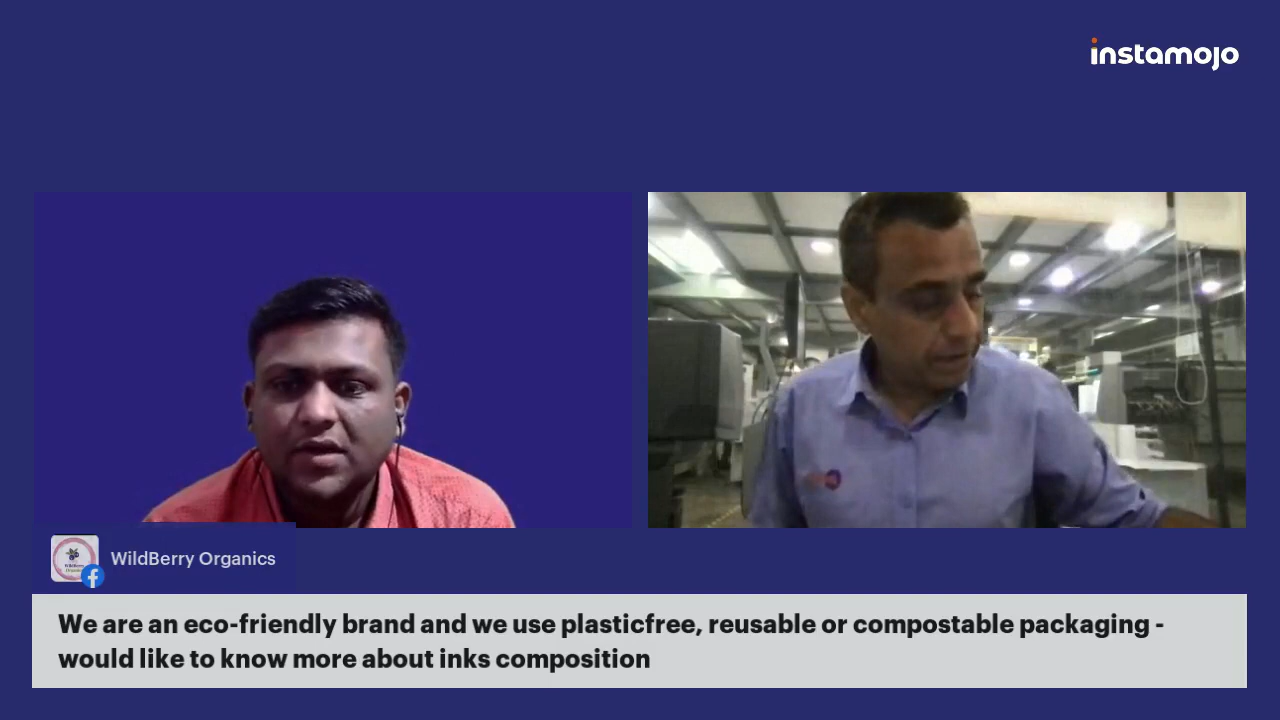 instamojo
WildBerry Organics
We are an eco-friendly brand and we use plasticfree, reusable or compostable packaging -
would like to know more about inks composition